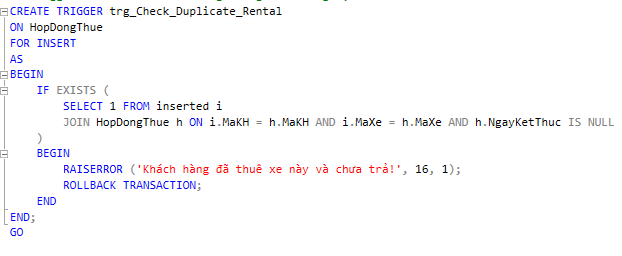 CREATE TRIGGER trg_Check_Duplicate_Rental
ON HopDongThue
FOR INSERT
AS
BEGIN
    IF EXISTS (
        SELECT 1 FROM inserted i
        JOIN HopDongThue h ON i.MaKH = h.MaKH AND i.MaXe = h.MaXe AND h.NgayKetThuc IS NULL
    )
    BEGIN
        RAISERROR ('Khách hàng đã thuê xe này và chưa trả!', 16, 1);
        ROLLBACK TRANSACTION;
    END
END;
GO